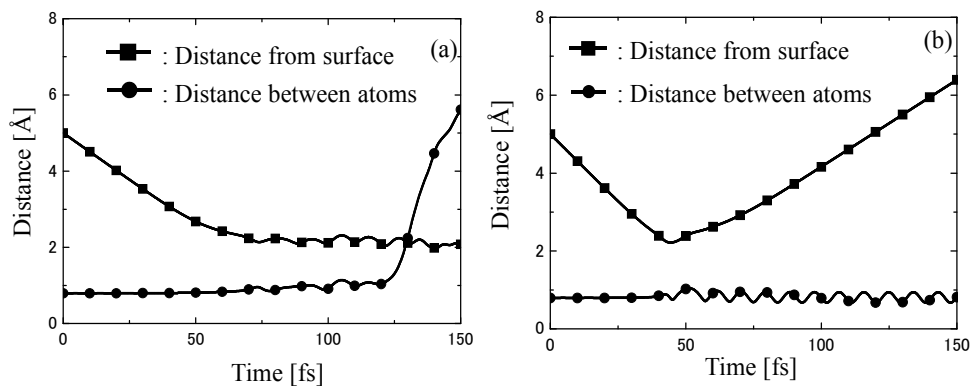 8
6
4
2
0
Distance [Å]
(a)
: Distance from surface
: Distance between atoms
0
50
100
150
Time [fs]
8
6
4
2
0
Distance [Å]
(b)
: Distance from surface
: Distance between atoms
0
50
100
150
Time [fs]